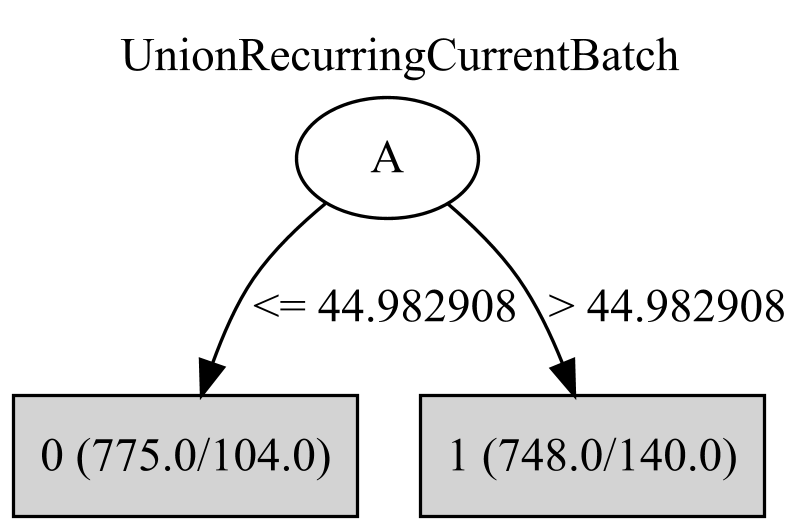 UnionRecurringCurrentBatch
A
<= 44.982908
> 44.982908
0 (775.0/104.0)
1 (748.0/140.0)